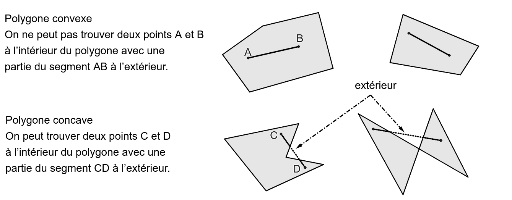 Polygone convexe
On ne peut pas trouver deux points A et B
à l'intérieur du polygone avec une
partie du segment AB à l'extérieur.
A
B
extérieur
Polygone concave
On peut trouver deux points C et D
à l'intérieur du polygone avec une
partie du segment CD à l'extérieur.
C
D